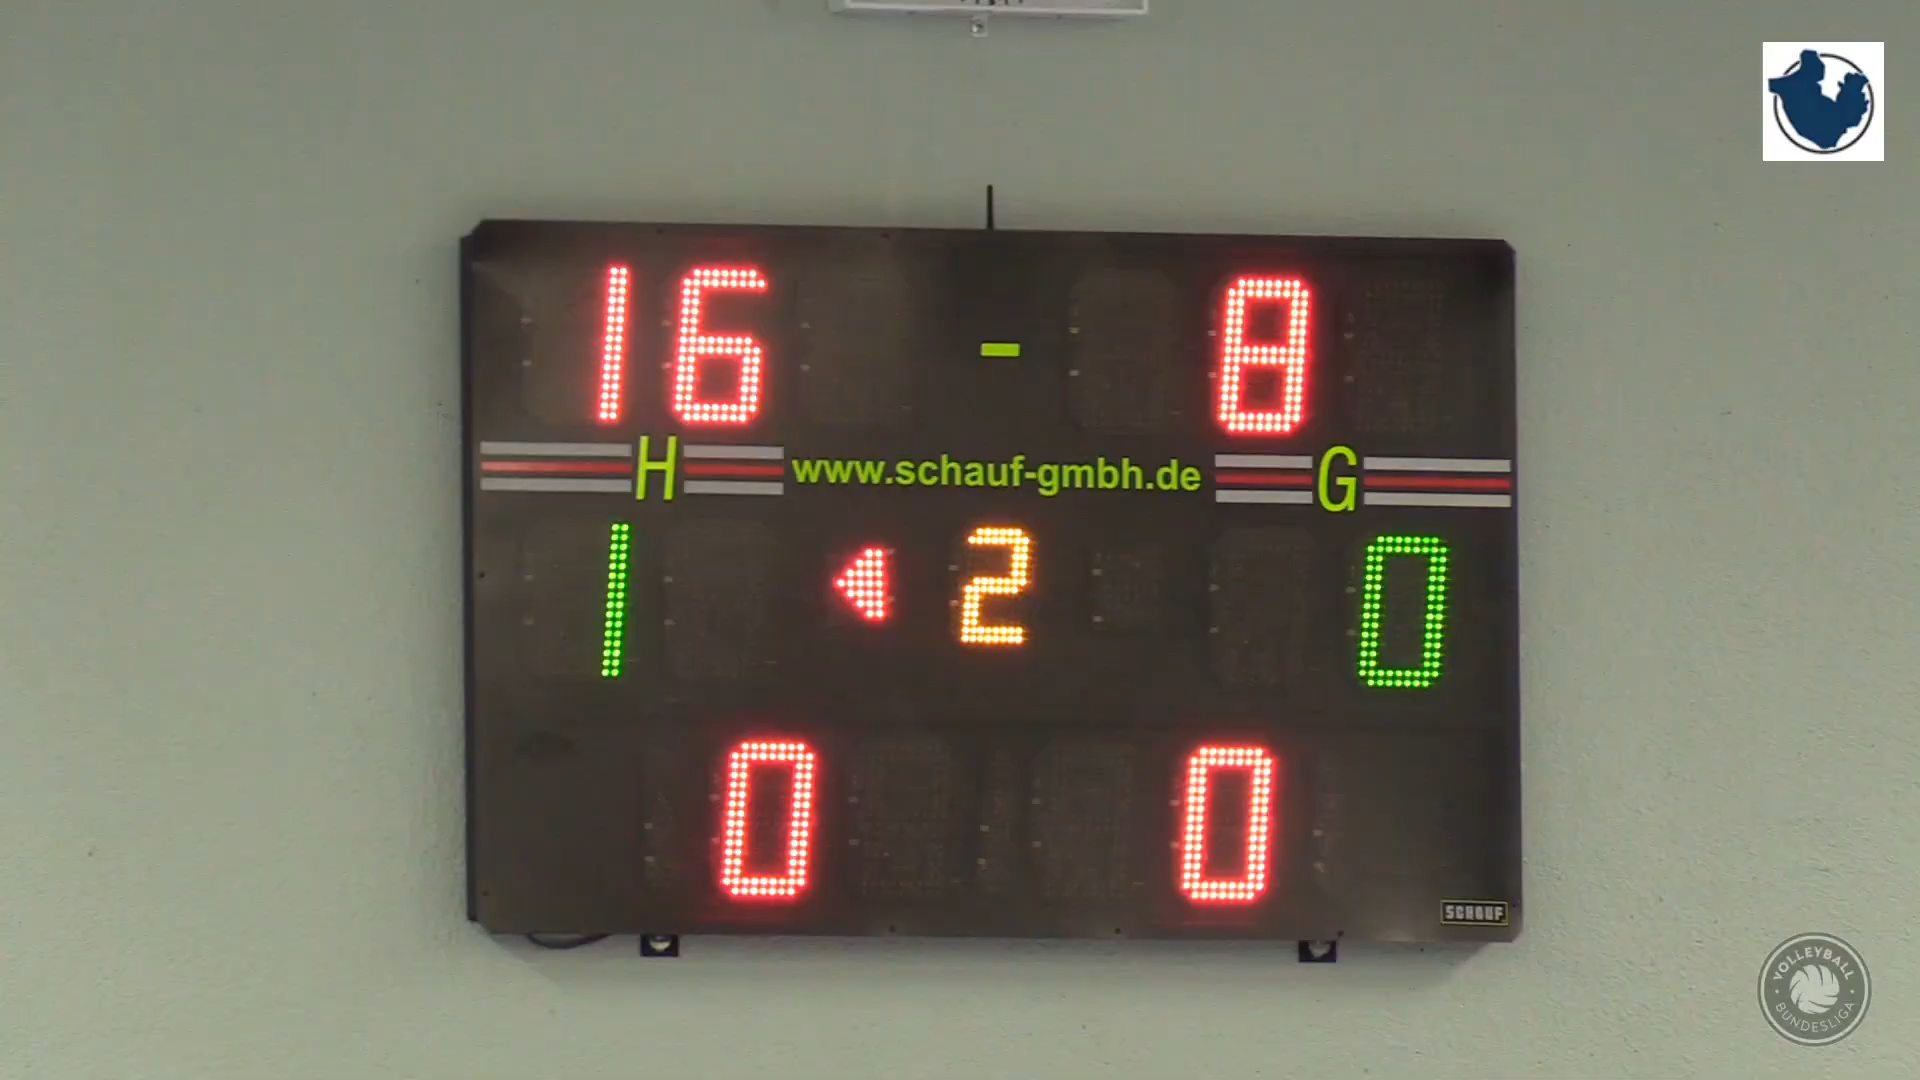 16 - 8
H www.schauf-gmbh.de G
1 2 0
0 0
SCHAUF
VOLLEYBALL
BUNDESLIGA